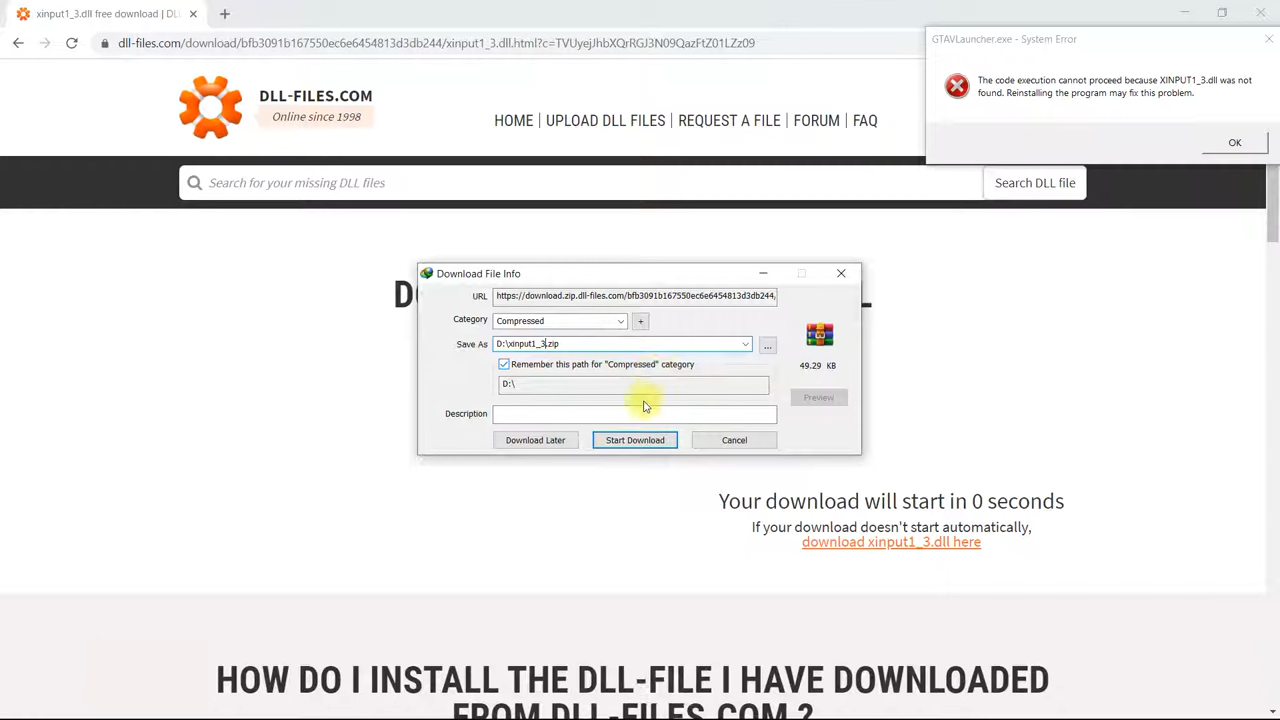 xinput1_3.dll free download | DL
dll-files.com/download/bfb3091b167550ec6e6454813d3db244/xinput1_3.dll.html?c=TVUyejJhbXQrRGJ3N09QazFtZ01LZz09
GTAVLauncher.exe - System Error
The code execution cannot proceed because XINPUT1_3.dll was not
found. Reinstalling the program may fix this problem.
OK
DLL-FILES.COM
Online since 1998
HOME | UPLOAD DLL FILES | REQUEST A FILE | FORUM | FAQ
Search for your missing DLL files
Search DLL file
Download File Info
URL https://download.zip.dll-files.com/bfb3091b167550ec6e6454813d3db244,
Category Compressed +
Save As D:\xinput1_3.zip ...
Remember this path for "Compressed" category
49.29 KB
D:\
Preview
Description
Download Later Start Download Cancel
Your download will start in 0 seconds
If your download doesn't start automatically,
download xinput1_3.dll here
HOW DO I INSTALL THE DLL-FILE I HAVE DOWNLOADED
FROM DLL-FILES.COM ?